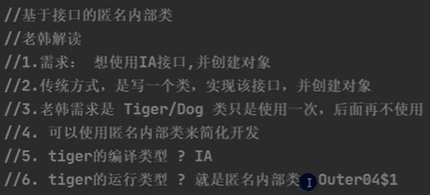 //基于接口的匿名内部类
//老韩解读
//1.需求： 想使用IA接口,并创建对象
//2.传统方式，是写一个类，实现该接口，并创建对象
//3.老韩需求是 Tiger/Dog 类只是使用一次，后面再不使用
//4. 可以使用匿名内部类来简化开发
//5. tiger的编译类型 ? IA
//6. tiger的运行类型 ? 就是匿名内部类 Outer04$1